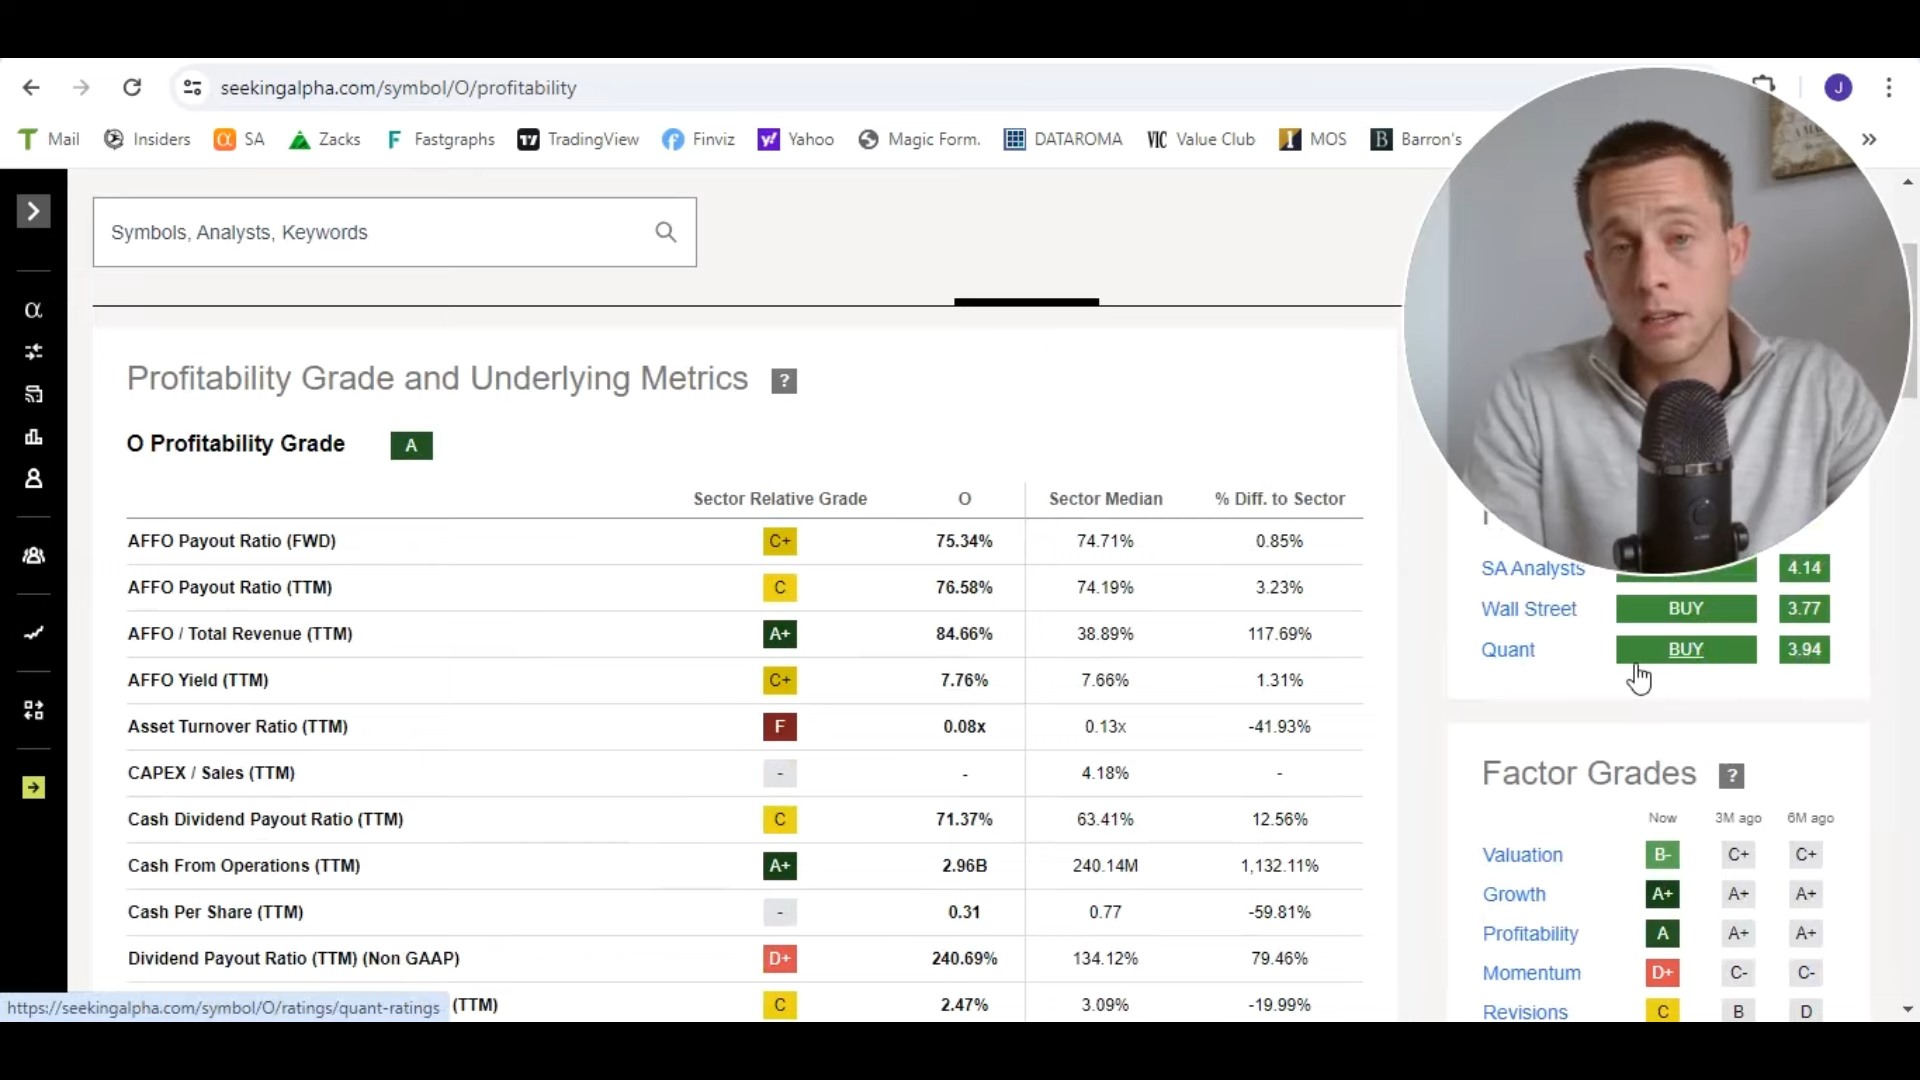 seekingalpha.com/symbol/O/profitability
J
Mail Insiders SA Zacks Fastgraphs TradingView Finviz Yahoo Magic Form. DATAROMA VIC Value Club MOS Barron's
Symbols, Analysts, Keywords
Profitability Grade and Underlying Metrics ?
O Profitability Grade A
Sector Relative Grade O Sector Median % Diff. to Sector
AFFO Payout Ratio (FWD) C+ 75.34% 74.71% 0.85%
AFFO Payout Ratio (TTM) C 76.58% 74.19% 3.23%
AFFO / Total Revenue (TTM) A+ 84.66% 38.89% 117.69%
AFFO Yield (TTM) C+ 7.76% 7.66% 1.31%
Asset Turnover Ratio (TTM) F 0.08x 0.13x -41.93%
CAPEX / Sales (TTM) - - 4.18% -
Cash Dividend Payout Ratio (TTM) C 71.37% 63.41% 12.56%
Cash From Operations (TTM) A+ 2.96B 240.14M 1,132.11%
Cash Per Share (TTM) - 0.31 0.77 -59.81%
Dividend Payout Ratio (TTM) (Non GAAP) D+ 240.69% 134.12% 79.46%
(TTM) C 2.47% 3.09% -19.99%
https://seekingalpha.com/symbol/O/ratings/quant-ratings
SA Analysts 4.14
Wall Street BUY 3.77
Quant BUY 3.94
Factor Grades ?
Now 3M ago 6M ago
Valuation B- C+ C+
Growth A+ A+ A+
Profitability A A+ A+
Momentum D+ C- C-
Revisions C B D